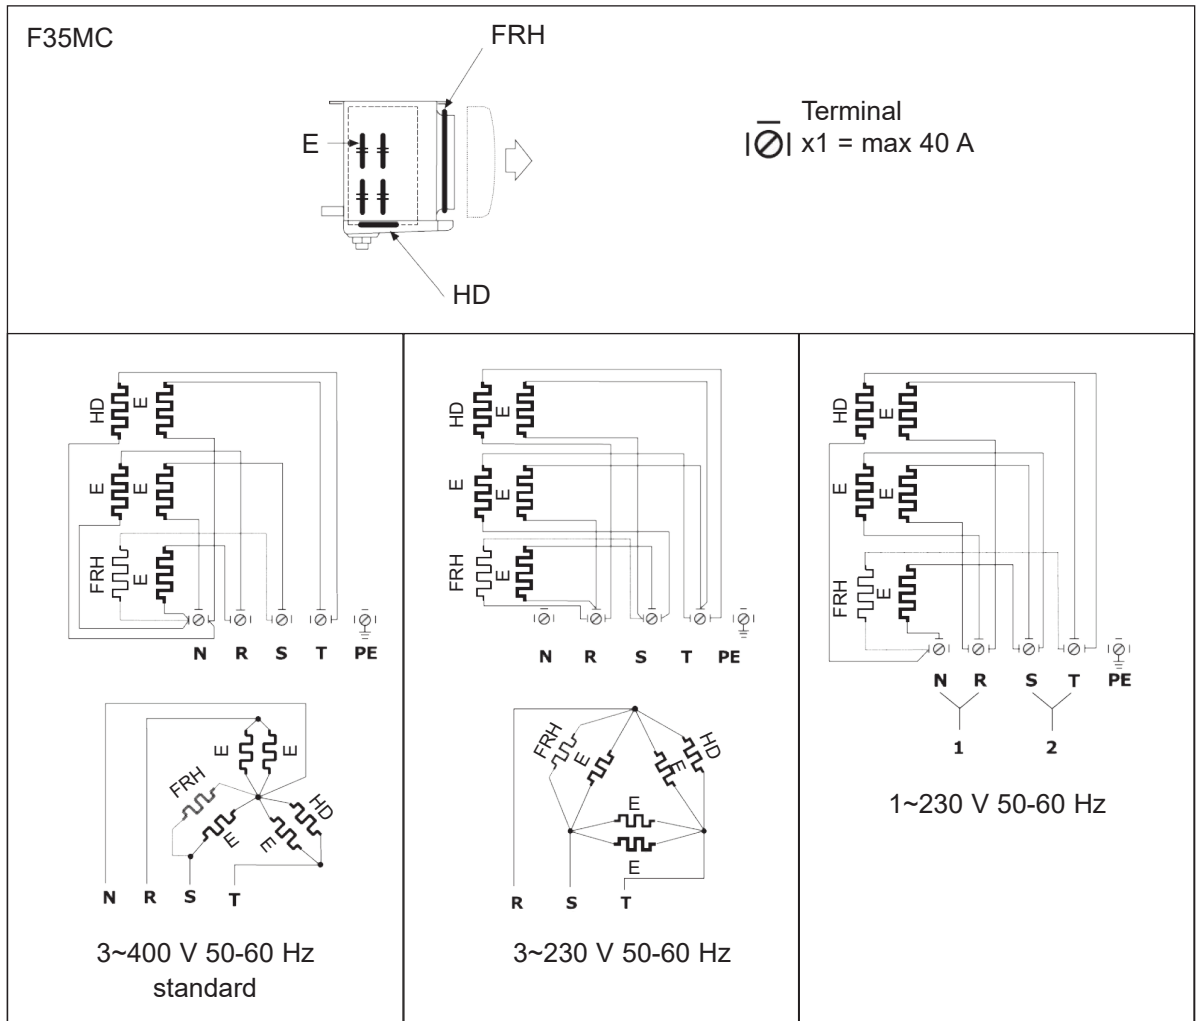 F35MC
FRH
E
HD
Terminal
x1 = max 40 A
HD
E
E
E
FRH
E
N R S T PE
E E
FRH
HD
E
E
N R S T
3~400 V 50-60 Hz
standard
HD
E
E
E
FRH
E
N R S T PE
FRH
E
E
HD
E
E
R S T
3~230 V 50-60 Hz
HD
E
E
E
FRH
E
N R S T PE
1 2
1~230 V 50-60 Hz